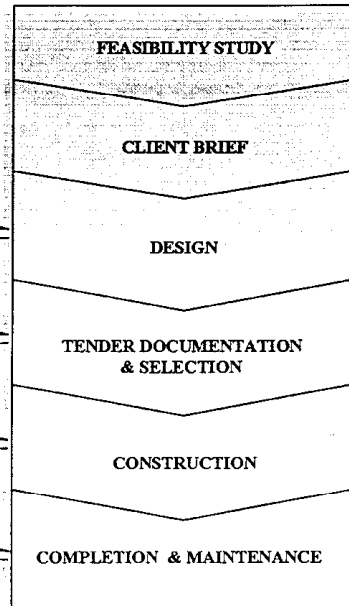 FEASIBILITY STUDY
CLIENT BRIEF
DESIGN
TENDER DOCUMENTATION
& SELECTION
CONSTRUCTION
COMPLETION & MAINTENANCE